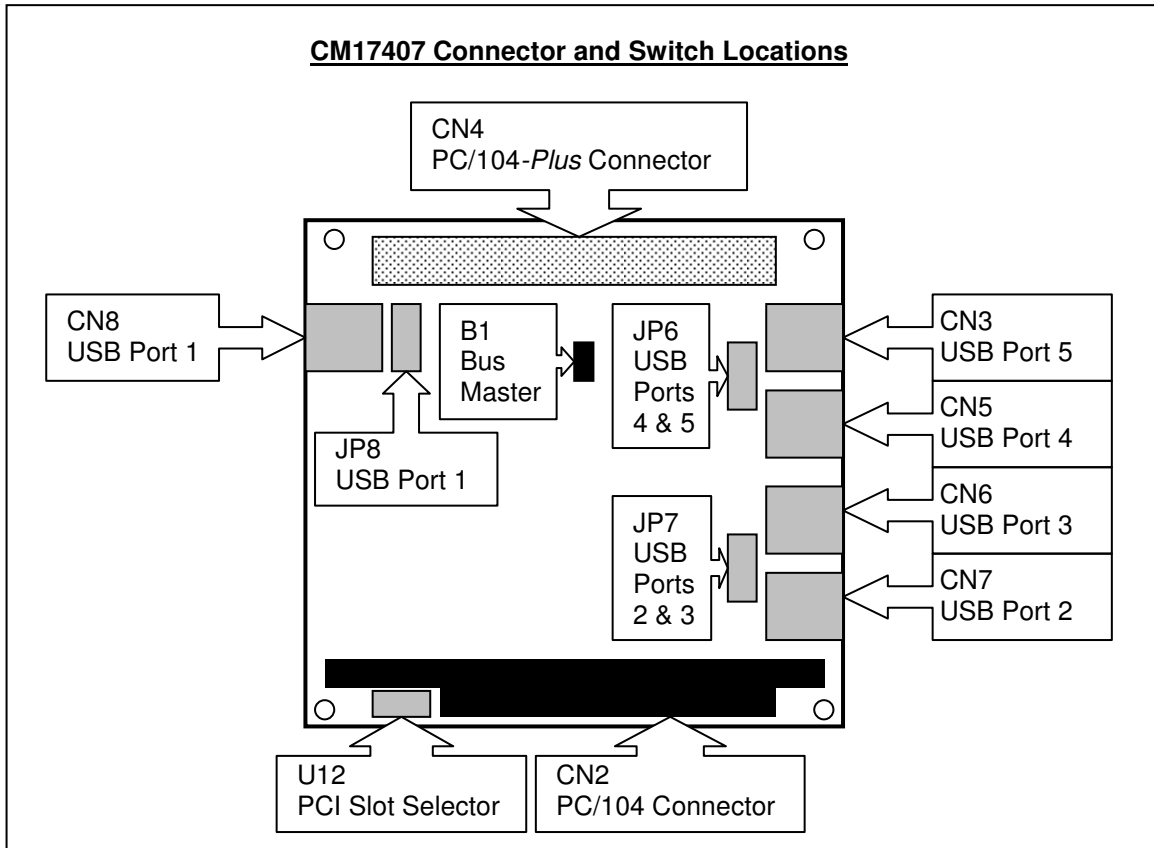 CM17407 Connector and Switch Locations
CN4
PC/104-Plus Connector
CN8
USB Port 1
B1
Bus
Master
JP6
USB
Ports
4 & 5
CN3
USB Port 5
CN5
USB Port 4
JP8
USB Port 1
JP7
USB
Ports
2 & 3
CN6
USB Port 3
CN7
USB Port 2
U12
PCI Slot Selector
CN2
PC/104 Connector